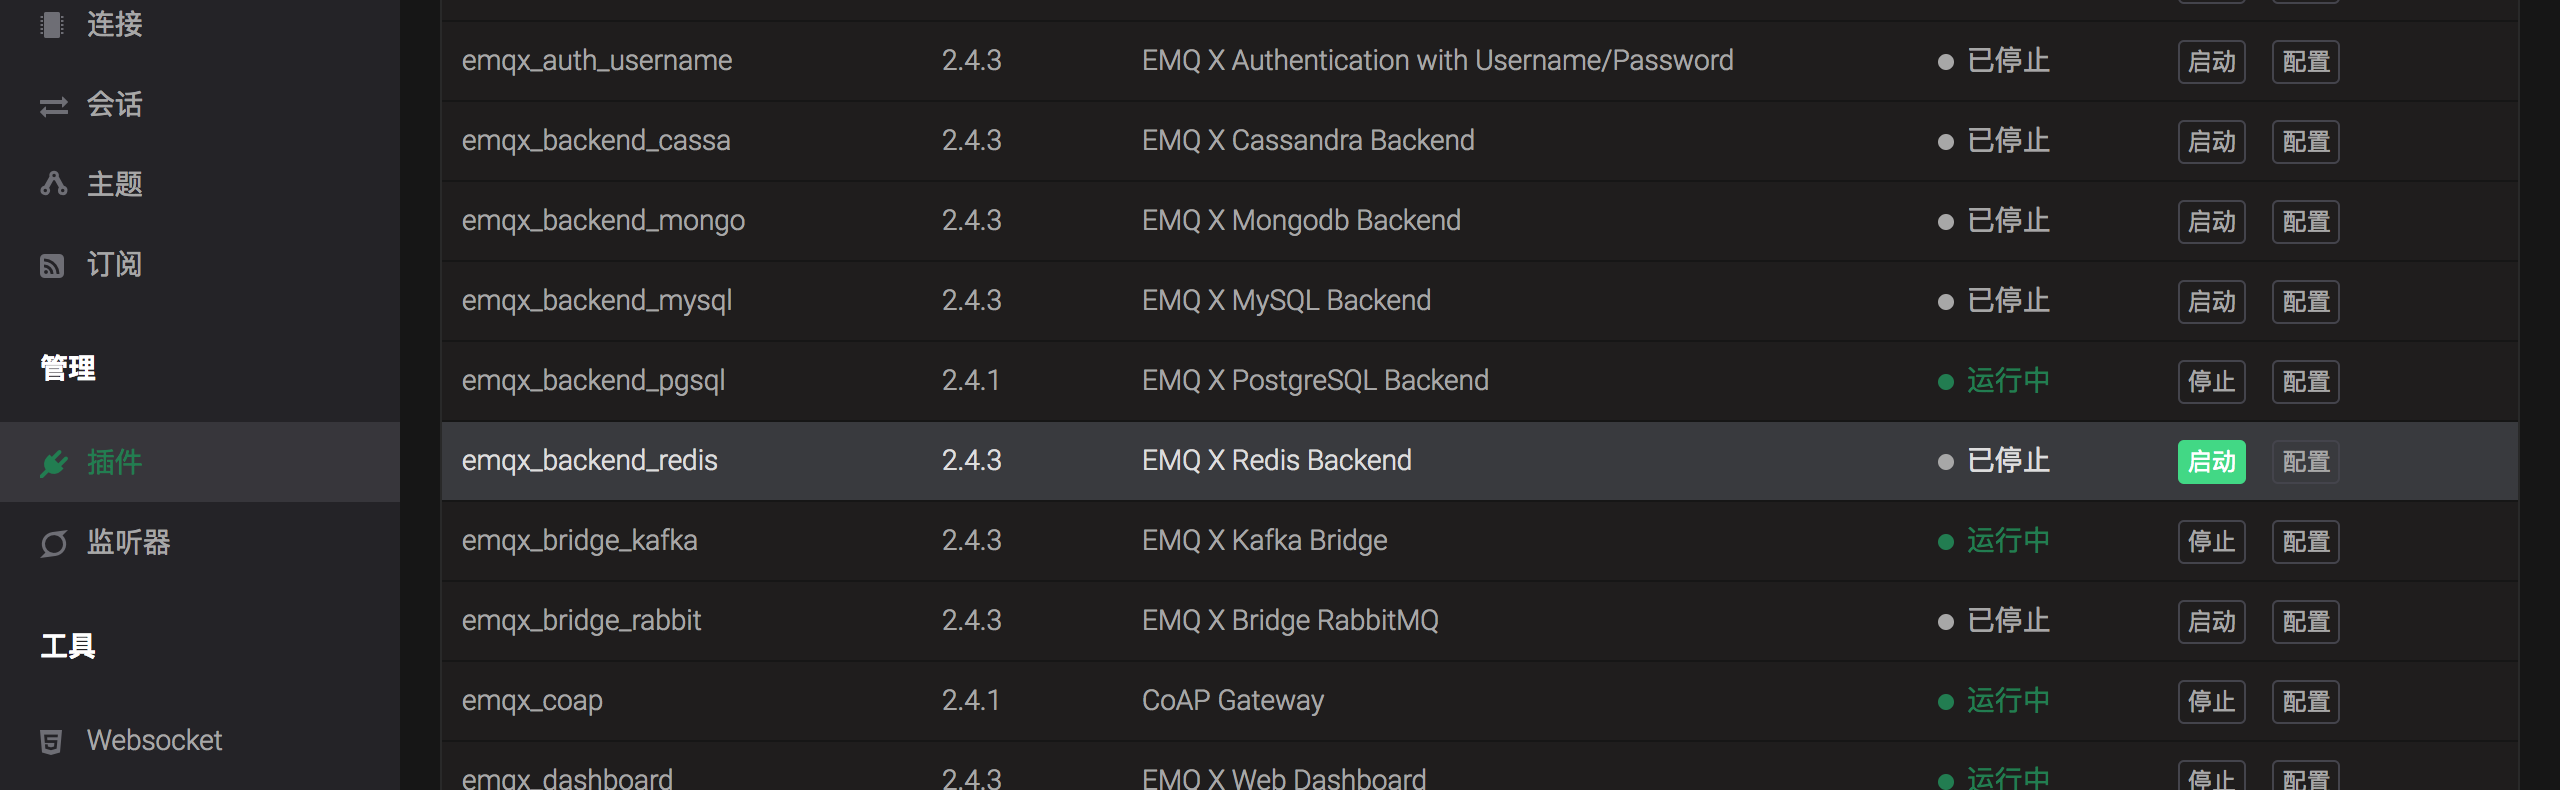 连接
会话
主题
订阅
管理
插件
监听器
工具
Websocket
emqx_auth_username 2.4.3 EMQ X Authentication with Username/Password 已停止 启动 配置
emqx_backend_cassa 2.4.3 EMQ X Cassandra Backend 已停止 启动 配置
emqx_backend_mongo 2.4.3 EMQ X Mongodb Backend 已停止 启动 配置
emqx_backend_mysql 2.4.3 EMQ X MySQL Backend 已停止 启动 配置
emqx_backend_pgsql 2.4.1 EMQ X PostgreSQL Backend 运行中 停止 配置
emqx_backend_redis 2.4.3 EMQ X Redis Backend 已停止 启动 配置
emqx_bridge_kafka 2.4.3 EMQ X Kafka Bridge 运行中 停止 配置
emqx_bridge_rabbit 2.4.3 EMQ X Bridge RabbitMQ 已停止 启动 配置
emqx_coap 2.4.1 CoAP Gateway 运行中 停止 配置
emqx_dashboard 2.4.3 EMQ X Web Dashboard 运行中 停止 配置